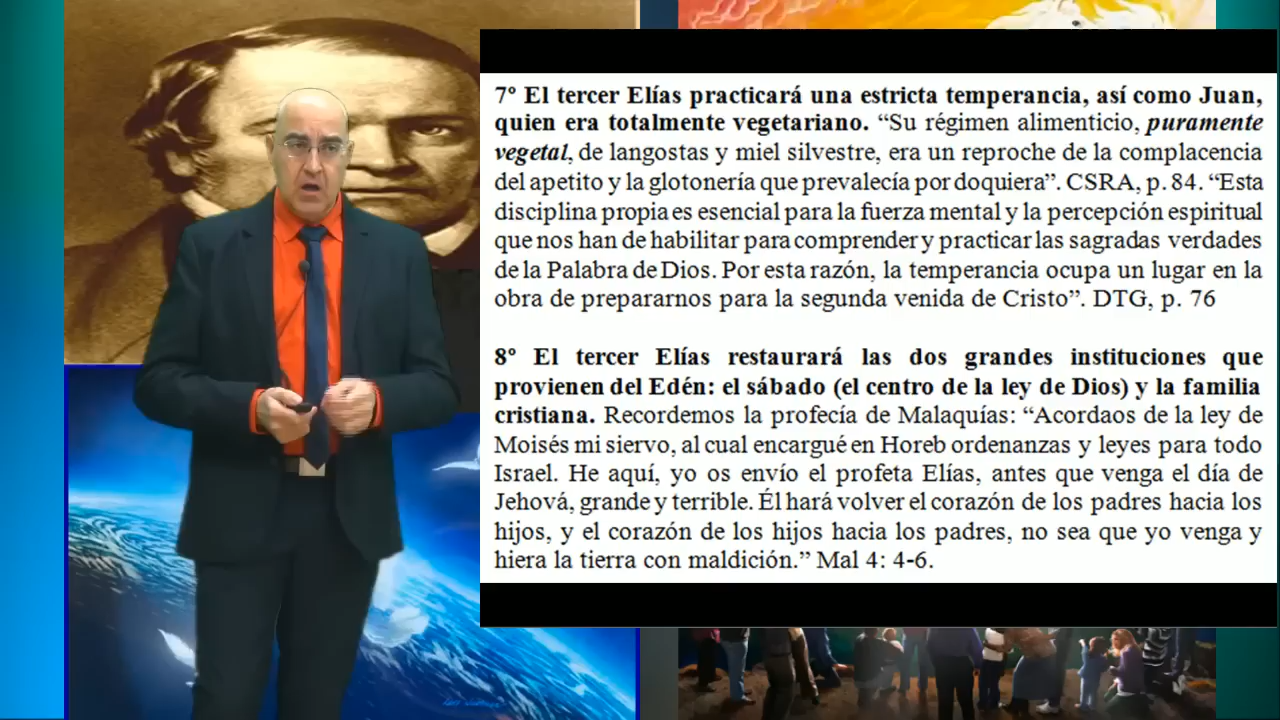 7º El tercer Elías practicará una estricta temperancia, así como Juan,
quien era totalmente vegetariano. “Su régimen alimenticio, puramente
vegetal, de langostas y miel silvestre, era un reproche de la complacencia
del apetito y la glotonería que prevalecía por doquiera”. CSRA, p. 84. “Esta
disciplina propia es esencial para la fuerza mental y la percepción espiritual
que nos han de habilitar para comprender y practicar las sagradas verdades
de la Palabra de Dios. Por esta razón, la temperancia ocupa un lugar en la
obra de prepararnos para la segunda venida de Cristo”. DTG, p. 76
8º El tercer Elías restaurará las dos grandes instituciones que
provienen del Edén: el sábado (el centro de la ley de Dios) y la familia
cristiana. Recordemos la profecía de Malaquías: “Acordaos de la ley de
Moisés mi siervo, al cual encargué en Horeb ordenanzas y leyes para todo
Israel. He aquí, yo os envío el profeta Elías, antes que venga el día de
Jehová, grande y terrible. Él hará volver el corazón de los padres hacia los
hijos, y el corazón de los hijos hacia los padres, no sea que yo venga y
hiera la tierra con maldición.” Mal 4: 4-6.